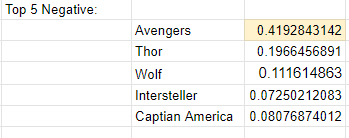 Top 5 Negative:
Avengers 0.4192843142
Thor 0.1966456891
Wolf 0.111614863
Intersteller 0.07250212083
Captian America 0.08076874012